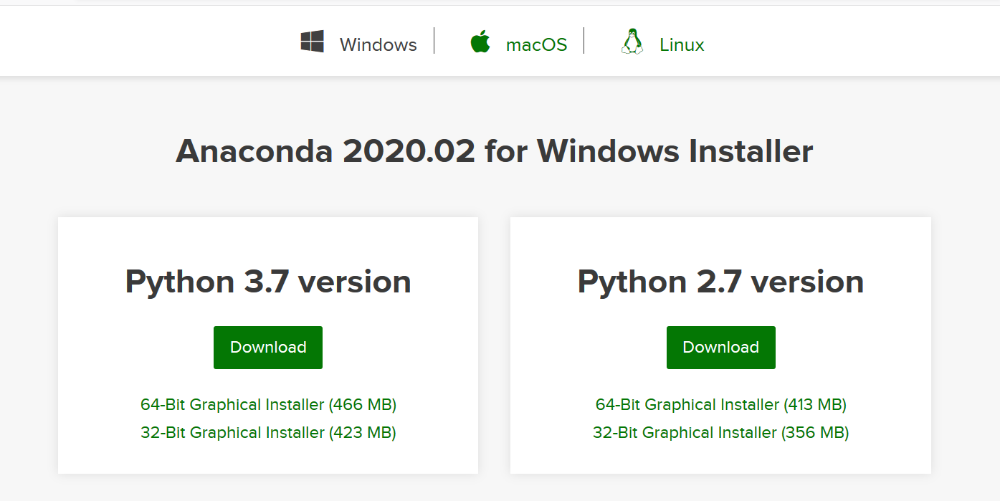 Windows macOS Linux
Anaconda 2020.02 for Windows Installer
Python 3.7 version
Download
64-Bit Graphical Installer (466 MB)
32-Bit Graphical Installer (423 MB)
Python 2.7 version
Download
64-Bit Graphical Installer (413 MB)
32-Bit Graphical Installer (356 MB)